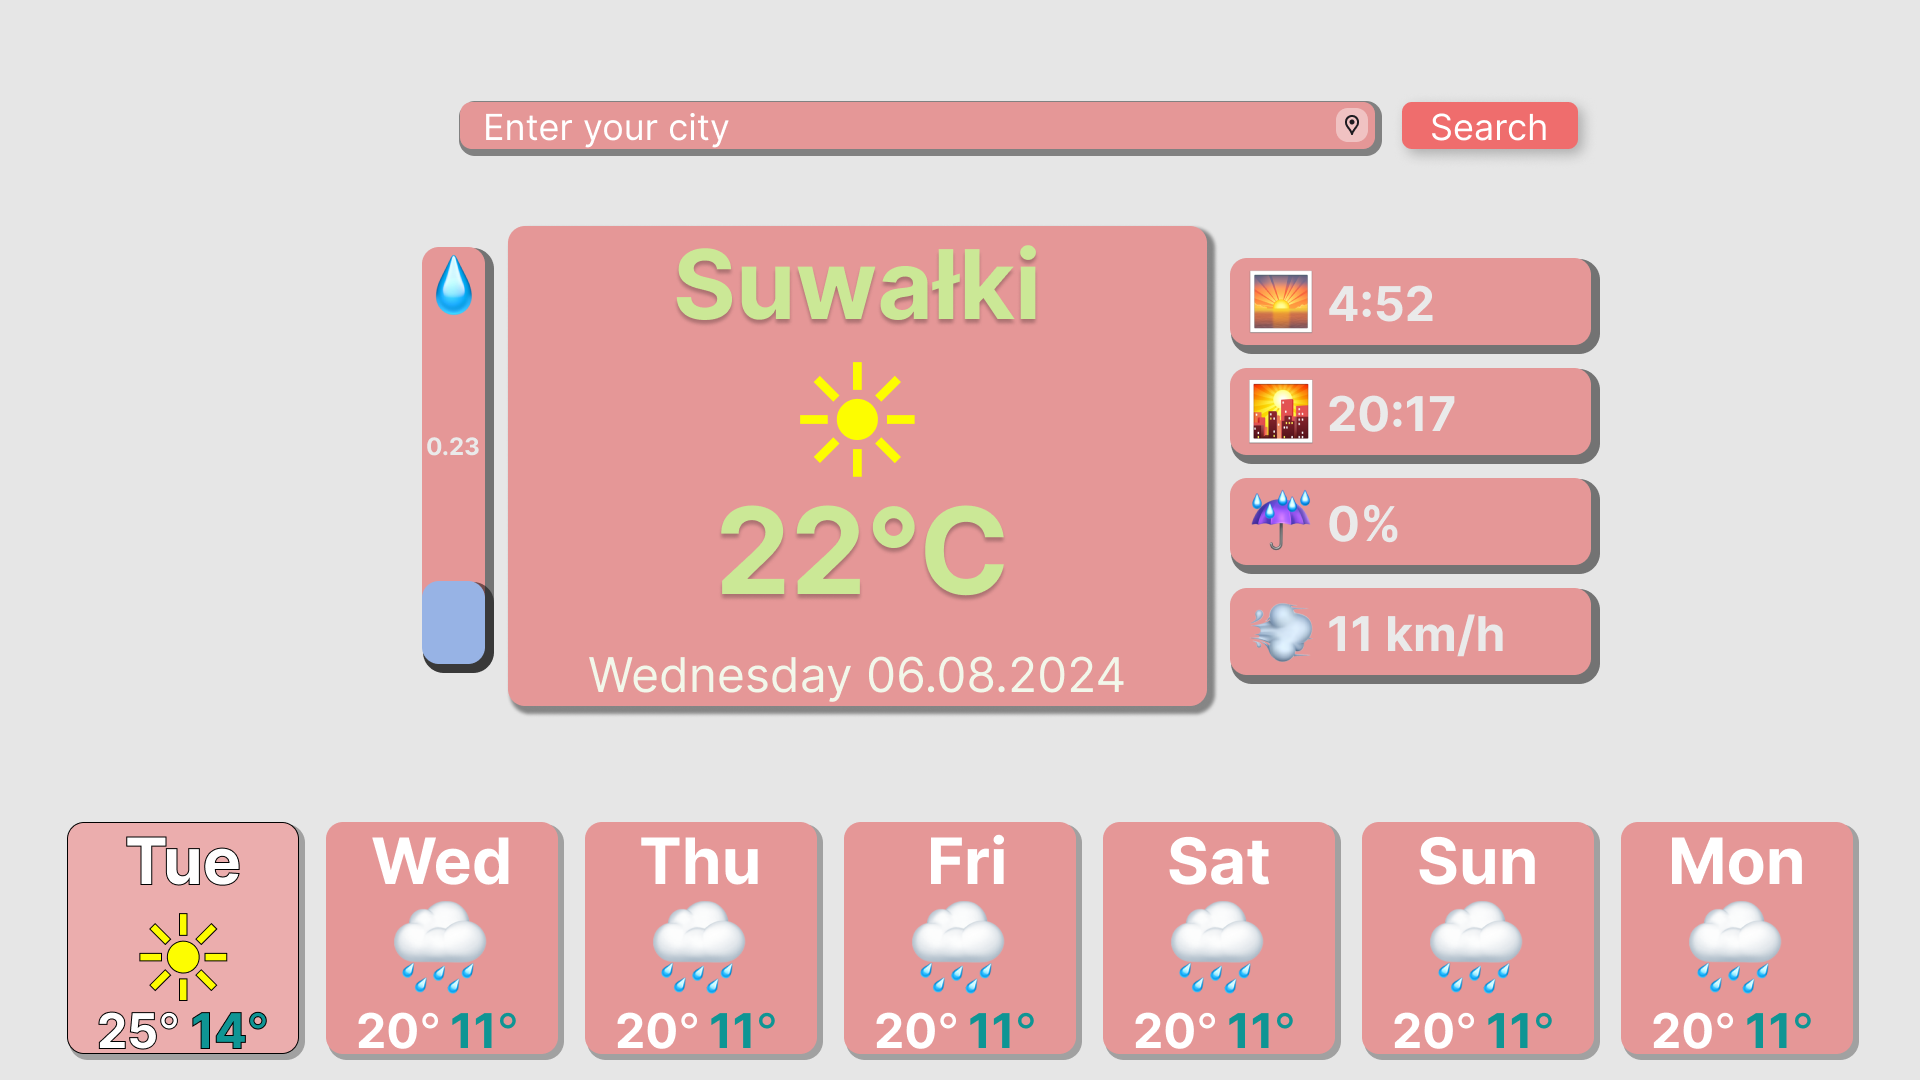 Enter your city
Search
Suwałki
22°C
Wednesday 06.08.2024
0.23
4:52
20:17
0%
11 km/h
Tue
25° 14°
Wed
20° 11°
Thu
20° 11°
Fri
20° 11°
Sat
20° 11°
Sun
20° 11°
Mon
20° 11°